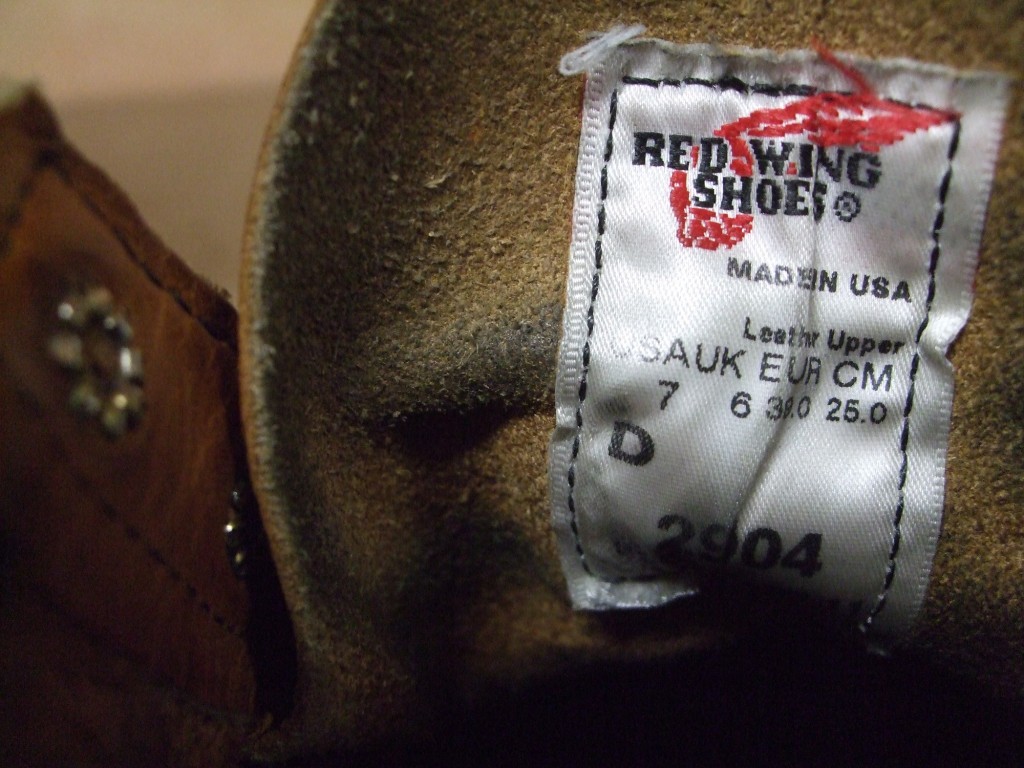 RED WING
SHOES®
MADE IN USA
Leather Upper
USA UK EUR CM
7 6 39.0 25.0
D
2904